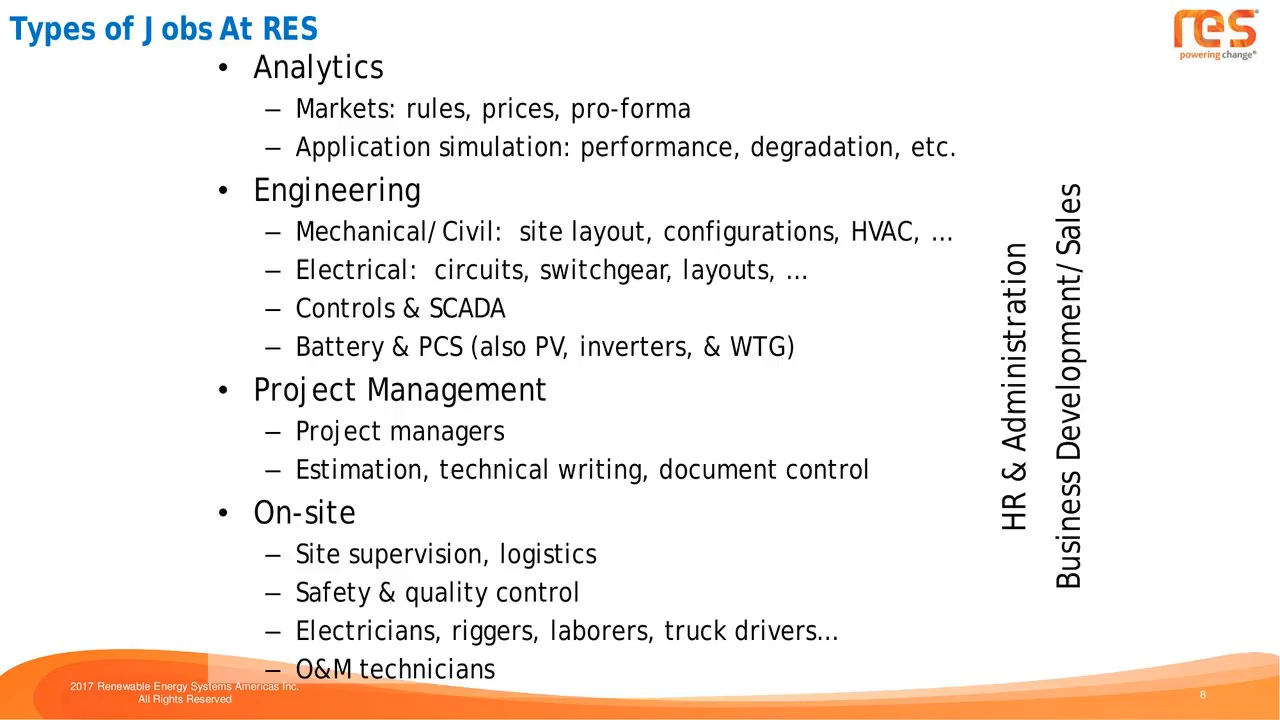 Types of Jobs At RES
res
powering change®
• Analytics
– Markets: rules, prices, pro-forma
– Application simulation: performance, degradation, etc.
• Engineering
– Mechanical/Civil: site layout, configurations, HVAC, …
– Electrical: circuits, switchgear, layouts, …
– Controls & SCADA
– Battery & PCS (also PV, inverters, & WTG)
• Project Management
– Project managers
– Estimation, technical writing, document control
• On-site
– Site supervision, logistics
– Safety & quality control
– Electricians, riggers, laborers, truck drivers…
– O&M technicians
HR & Administration
Business Development/Sales
2017 Renewable Energy Systems Americas Inc.
All Rights Reserved
8